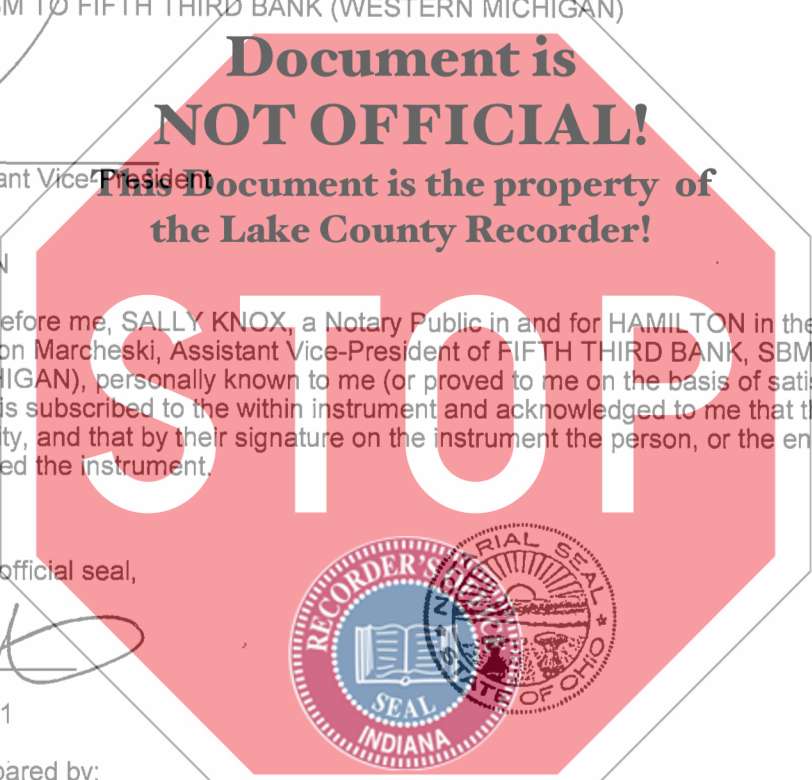 BM TO FIFTH THIRD BANK (WESTERN MICHIGAN)
Document is
NOT OFFICIAL!
ant Vice-President
This Document is the property of
the Lake County Recorder!
N
STOP
efore me, SALLY KNOX, a Notary Public in and for HAMILTON in the
on Marcheski, Assistant Vice-President of FIFTH THIRD BANK, SBM
HIGAN), personally known to me (or proved to me on the basis of sati
is subscribed to the within instrument and acknowledged to me that th
ity, and that by their signature on the instrument the person, or the en
ed the instrument.
official seal,
RECORDER'S
SEAL
INDIANA
RIAL SEAL
STATE OF OHIO
1
pared by: